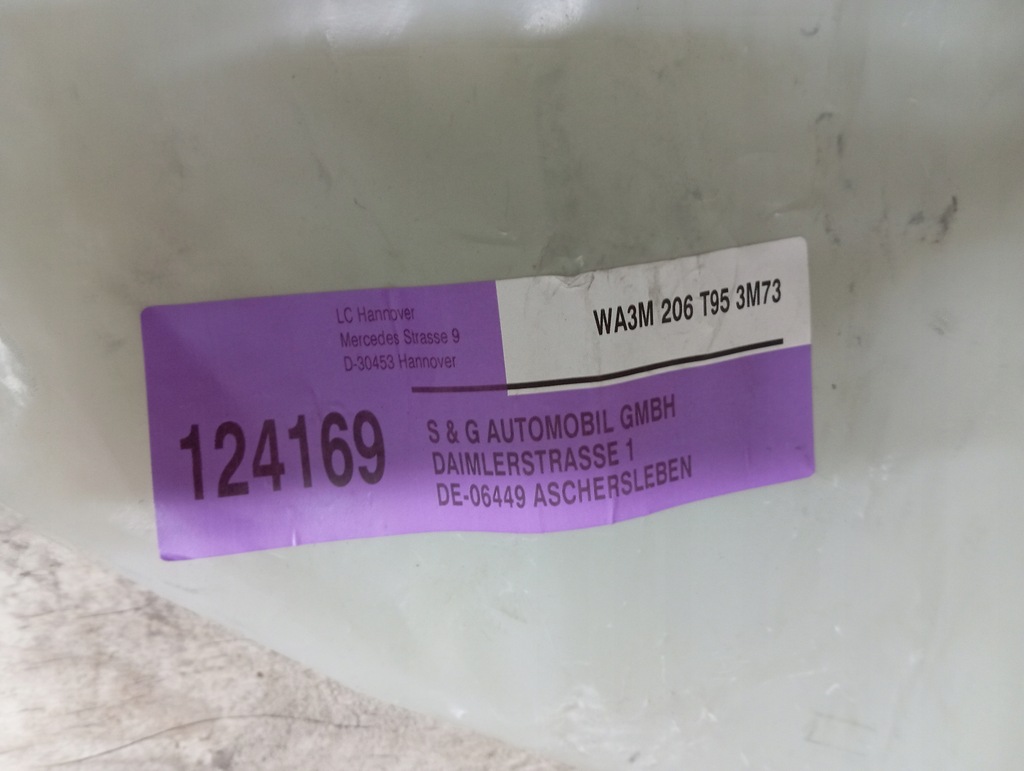 LC Hannover
Mercedes Strasse 9
D-30453 Hannover
WA3M 206 T95 3M73
124169
S & G AUTOMOBIL GMBH
DAIMLERSTRASSE 1
DE-06449 ASCHERSLEBEN